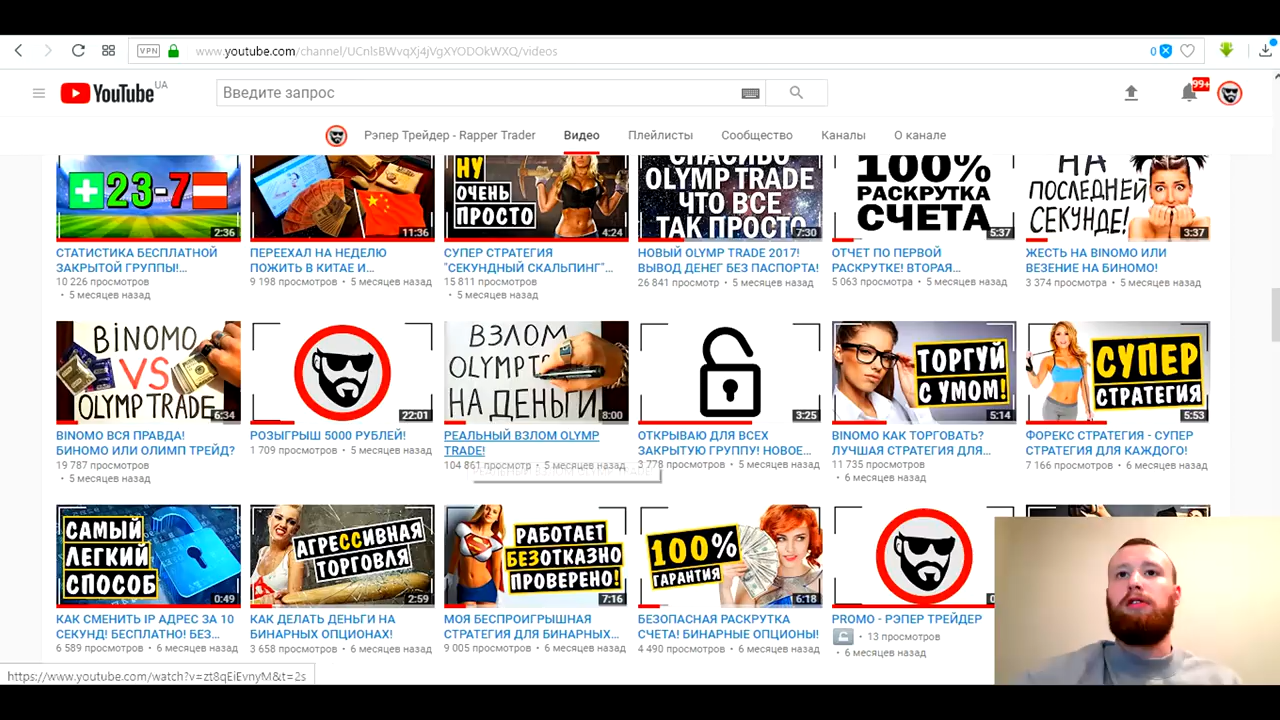 VPN
www.youtube.com/channel/UCnlsBWvqXj4jVgXYODOkWXQ/videos
0
YouTube UA
Введите запрос
99+
Рэпер Трейдер - Rapper Trader
Видео
Плейлисты
Сообщество
Каналы
О канале
+23-7
2:36
11:36
НУ
ОЧЕНЬ
ПРОСТО
4:24
СПАСИБО
OLYMP TRADE
ЧТО ВСЕ
ТАК ПРОСТО
7:30
100%
РАСКРУТКА
СЧЕТА
5:37
НА
ПОСЛЕДНЕЙ
СЕКУНДЕ!
3:37
СТАТИСТИКА БЕСПЛАТНОЙ
ЗАКРЫТОЙ ГРУППЫ!...
10 226 просмотров
• 5 месяцев назад
ПЕРЕЕХАЛ НА НЕДЕЛЮ
ПОЖИТЬ В КИТАЕ И...
9 198 просмотров • 5 месяцев назад
СУПЕР СТРАТЕГИЯ
"СЕКУНДНЫЙ СКАЛЬПИНГ"...
15 811 просмотров
• 5 месяцев назад
НОВЫЙ OLYMP TRADE 2017!
ВЫВОД ДЕНЕГ БЕЗ ПАСПОРТА!
26 841 просмотр • 5 месяцев назад
ОТЧЕТ ПО ПЕРВОЙ
РАСКРУТКЕ! ВТОРАЯ...
5 063 просмотра • 5 месяцев назад
ЖЕСТЬ НА BINOMO ИЛИ
ВЕЗЕНИЕ НА БИНОМО!
3 374 просмотра • 5 месяцев назад
BINOMO
VS
OLYMP TRADE
6:34
22:01
ВЗЛОМ
OLYMPT
НА ДЕНЬГИ
8:00
3:25
ТОРГУЙ
С УМОМ!
5:14
СУПЕР
СТРАТЕГИЯ
5:53
BINOMO ВСЯ ПРАВДА!
БИНОМО ИЛИ ОЛИМП ТРЕЙД?
19 787 просмотров
• 5 месяцев назад
РОЗЫГРЫШ 5000 РУБЛЕЙ!
1 709 просмотров • 5 месяцев назад
РЕАЛЬНЫЙ ВЗЛОМ OLYMP
TRADE!
104 861 просмотр • 5 месяцев назад
ОТКРЫВАЮ ДЛЯ ВСЕХ
ЗАКРЫТУЮ ГРУППУ! НОВОЕ...
3 778 просмотров • 5 месяцев назад
BINOMO КАК ТОРГОВАТЬ?
ЛУЧШАЯ СТРАТЕГИЯ ДЛЯ...
11 735 просмотров
• 6 месяцев назад
ФОРЕКС СТРАТЕГИЯ - СУПЕР
СТРАТЕГИЯ ДЛЯ КАЖДОГО!
7 166 просмотров • 6 месяцев назад
САМЫЙ
ЛЕГКИЙ
СПОСОБ
0:49
АГРЕССИВНАЯ
ТОРГОВЛЯ
2:59
РАБОТАЕТ
БЕЗОТКАЗНО
ПРОВЕРЕНО!
7:16
100%
ГАРАНТИЯ
6:18
КАК СМЕНИТЬ IP АДРЕС ЗА 10
СЕКУНД! БЕСПЛАТНО! БЕЗ...
6 589 просмотров • 6 месяцев назад
КАК ДЕЛАТЬ ДЕНЬГИ НА
БИНАРНЫХ ОПЦИОНАХ!
3 658 просмотров • 6 месяцев назад
МОЯ БЕСПРОИГРЫШНАЯ
СТРАТЕГИЯ ДЛЯ БИНАРНЫХ...
9 005 просмотров • 6 месяцев назад
БЕЗОПАСНАЯ РАСКРУТКА
СЧЕТА! БИНАРНЫЕ ОПЦИОНЫ!
4 490 просмотров • 6 месяцев назад
PROMO - РЭПЕР ТРЕЙДЕР
• 13 просмотров
• 6 месяцев назад
https://www.youtube.com/watch?v=zt8qEiEvnyM&t=2s